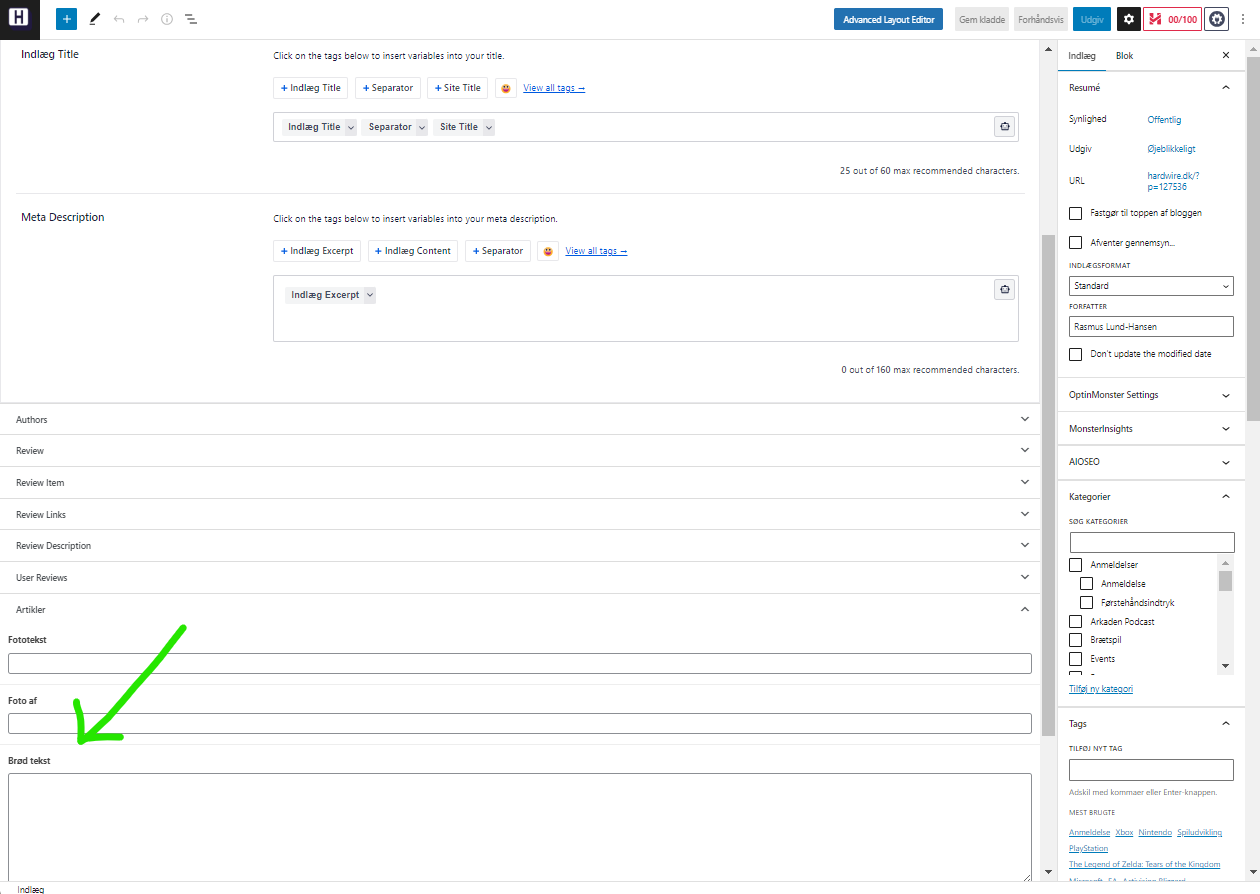 H
Advanced Layout Editor
Gem kladde
Forhåndsvis
Udgiv
00/100
Indlæg Title
Click on the tags below to insert variables into your title.
+ Indlæg Title
+ Separator
+ Site Title
View all tags →
Indlæg Title
Separator
Site Title
25 out of 60 max recommended characters.
Meta Description
Click on the tags below to insert variables into your meta description.
+ Indlæg Excerpt
+ Indlæg Content
+ Separator
View all tags →
Indlæg Excerpt
0 out of 160 max recommended characters.
Authors
Review
Review Item
Review Links
Review Description
User Reviews
Artikler
Fototekst
Foto af
Brød tekst
Indlæg
Indlæg
Blok
Resumé
Synlighed
Offentlig
Udgiv
Øjeblikkeligt
URL
hardwire.dk/?
p=127536
Fastgør til toppen af bloggen
Afventer gennemsyn...
INDLÆGSFORMAT
Standard
FORFATTER
Rasmus Lund-Hansen
Don't update the modified date
OptinMonster Settings
MonsterInsights
AIOSEO
Kategorier
SØG KATEGORIER
Anmeldelser
Anmeldelse
Førstehåndsindtryk
Arkaden Podcast
Brætspil
Events
Tilføj ny kategori
Tags
TILFØJ NYT TAG
Adskil med kommaer eller Enter-knappen.
MEST BRUGTE
Anmeldelse Xbox Nintendo Spiludvikling
PlayStation
The Legend of Zelda: Tears of the Kingdom
Microsoft EA Activision Blizzard